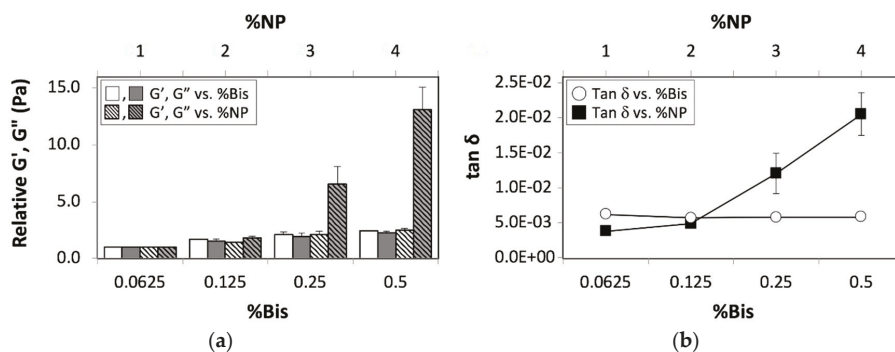 %NP
1 2 3 4
15.0
10.0
5.0
0.0
Relative G', G" (Pa)
, G', G" vs. %Bis
, G', G" vs. %NP
0.0625 0.125 0.25 0.5
%Bis
(a)
%NP
1 2 3 4
2.5E-02
2.0E-02
1.5E-02
1.0E-02
5.0E-03
0.0E+00
tan δ
Tan δ vs. %Bis
Tan δ vs. %NP
0.0625 0.125 0.25 0.5
%Bis
(b)